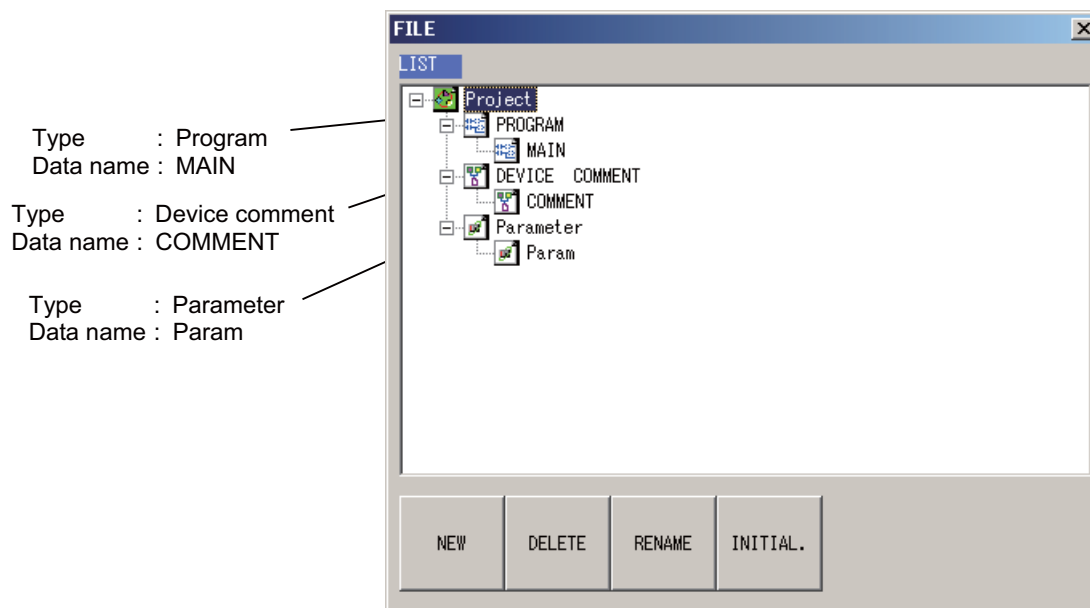 FILE
LIST
Project
PROGRAM
MAIN
DEVICE COMMENT
COMMENT
Parameter
Param
Type : Program
Data name : MAIN
Type : Device comment
Data name : COMMENT
Type : Parameter
Data name : Param
NEW
DELETE
RENAME
INITIAL.